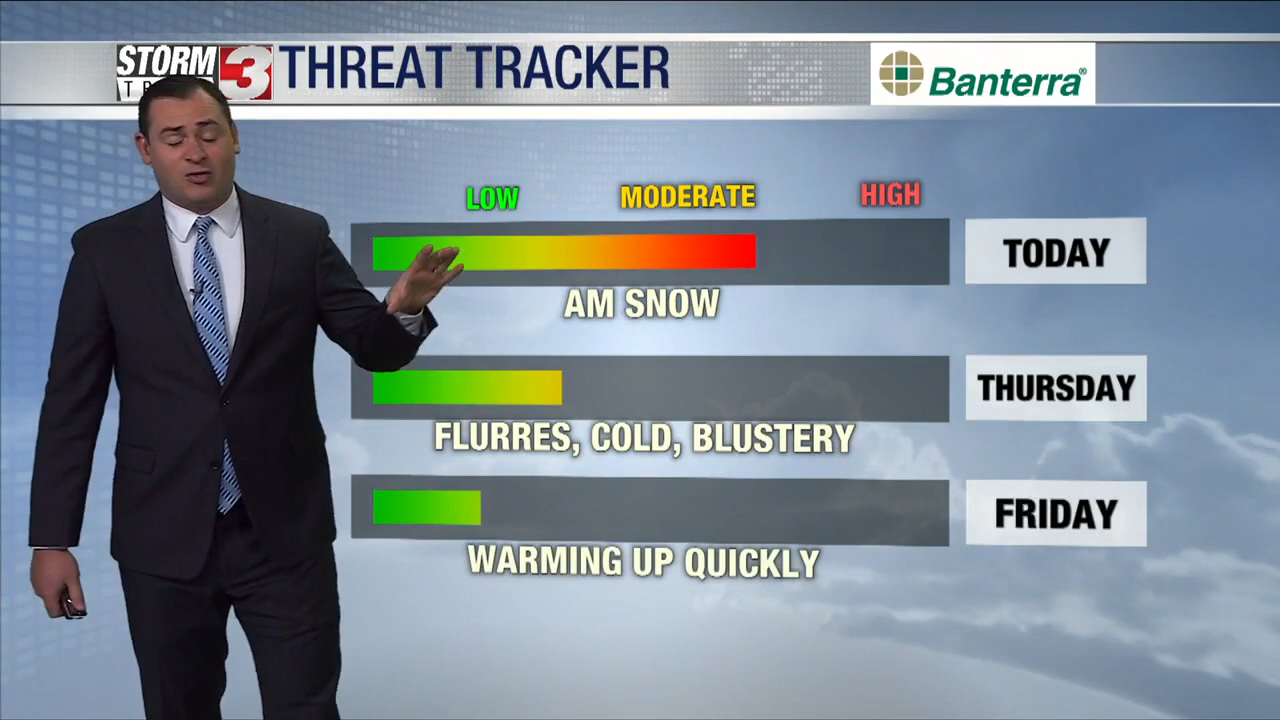 STORM 3 THREAT TRACKER
TR
Banterra®
LOW MODERATE HIGH
TODAY
AM SNOW
THURSDAY
FLURRES, COLD, BLUSTERY
FRIDAY
WARMING UP QUICKLY